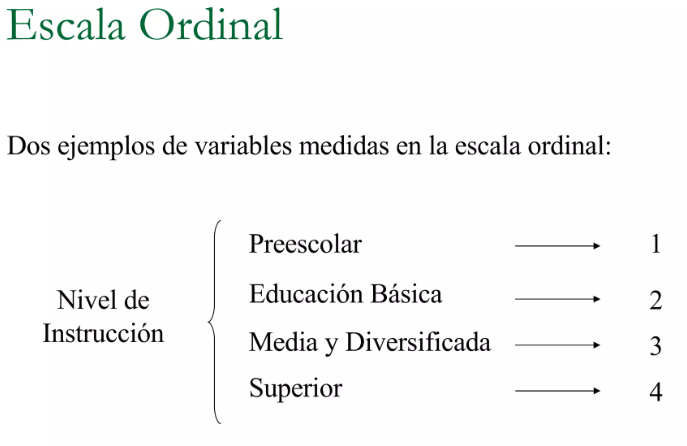 Escala Ordinal
Dos ejemplos de variables medidas en la escala ordinal:
Nivel de
Instrucción
Preescolar 1
Educación Básica 2
Media y Diversificada 3
Superior 4